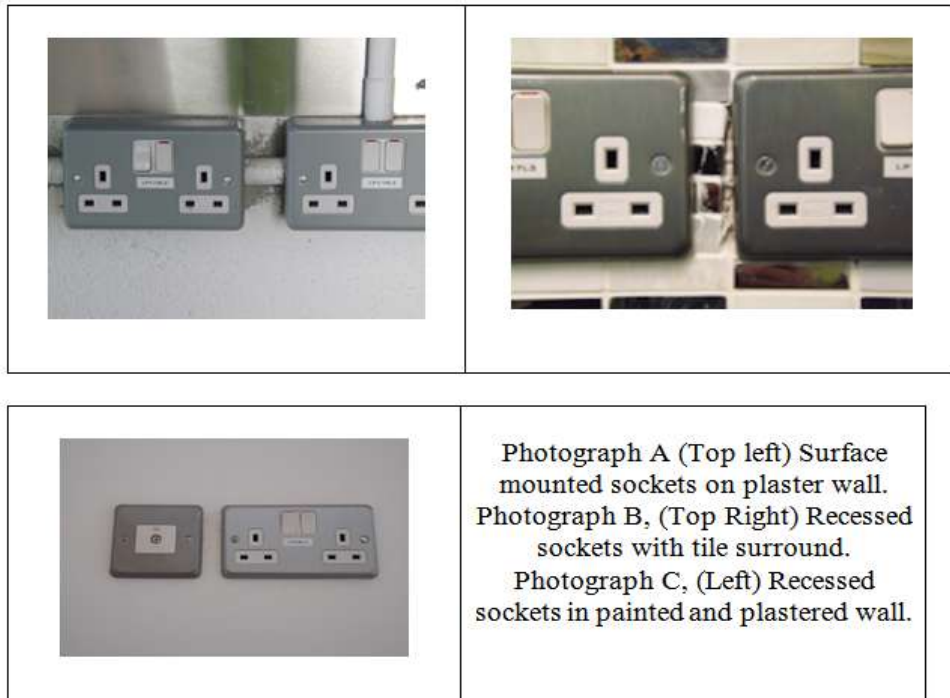 Photograph A (Top left) Surface
mounted sockets on plaster wall.
Photograph B, (Top Right) Recessed
sockets with tile surround.
Photograph C, (Left) Recessed
sockets in painted and plastered wall.